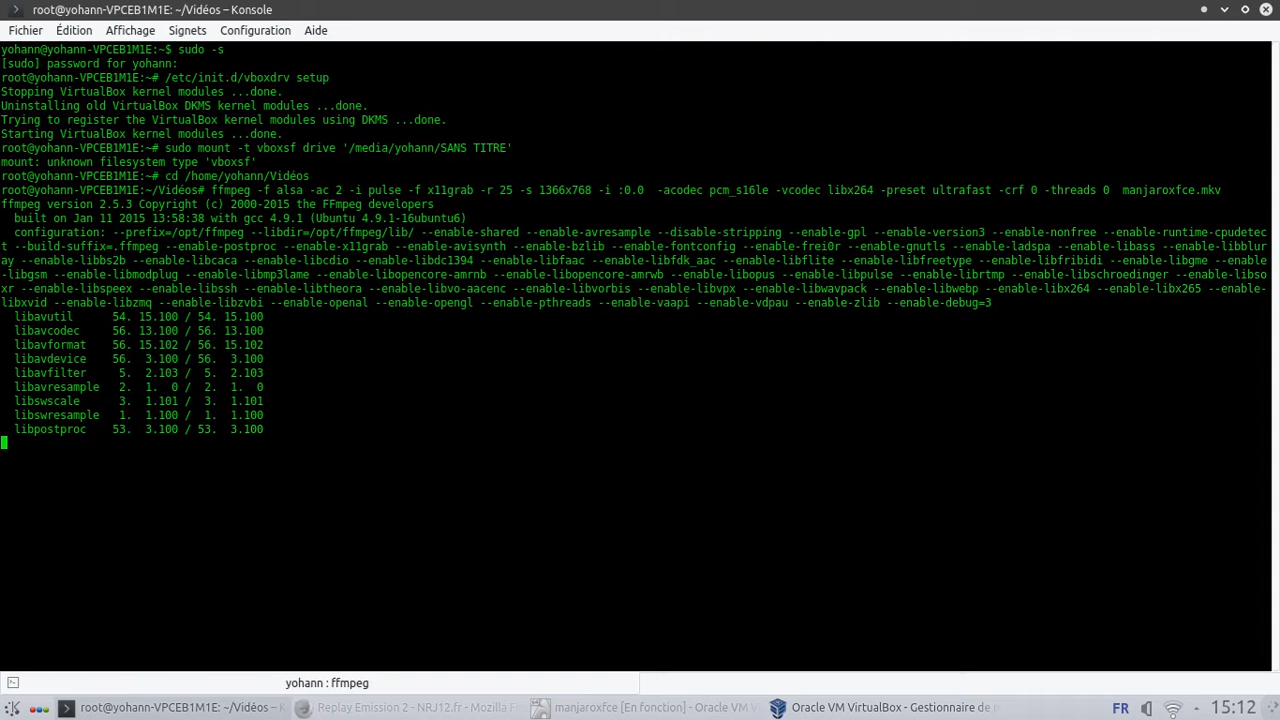 root@yohann-VPCEB1M1E: ~/Vidéos – Konsole
Fichier Édition Affichage Signets Configuration Aide
yohann@yohann-VPCEB1M1E:~$ sudo -s
[sudo] password for yohann:
root@yohann-VPCEB1M1E:~# /etc/init.d/vboxdrv setup
Stopping VirtualBox kernel modules ...done.
Uninstalling old VirtualBox DKMS kernel modules ...done.
Trying to register the VirtualBox kernel modules using DKMS ...done.
Starting VirtualBox kernel modules ...done.
root@yohann-VPCEB1M1E:~# sudo mount -t vboxsf drive '/media/yohann/SANS TITRE'
mount: unknown filesystem type 'vboxsf'
root@yohann-VPCEB1M1E:~# cd /home/yohann/Vidéos
root@yohann-VPCEB1M1E:~/Vidéos# ffmpeg -f alsa -ac 2 -i pulse -f x11grab -r 25 -s 1366x768 -i :0.0  -acodec pcm_s16le -vcodec libx264 -preset ultrafast -crf 0 -threads 0  manjaroxfce.mkv
ffmpeg version 2.5.3 Copyright (c) 2000-2015 the FFmpeg developers
  built on Jan 11 2015 13:58:38 with gcc 4.9.1 (Ubuntu 4.9.1-16ubuntu6)
  configuration: --prefix=/opt/ffmpeg --libdir=/opt/ffmpeg/lib/ --enable-shared --enable-avresample --disable-stripping --enable-gpl --enable-version3 --enable-nonfree --enable-runtime-cpudetec
t --build-suffix=.ffmpeg --enable-postproc --enable-x11grab --enable-avisynth --enable-bzlib --enable-fontconfig --enable-frei0r --enable-gnutls --enable-ladspa --enable-libass --enable-libblur
ay --enable-libbs2b --enable-libcaca --enable-libcdio --enable-libdc1394 --enable-libfaac --enable-libfdk_aac --enable-libflite --enable-libfreetype --enable-libfribidi --enable-libgme --enable
-libgsm --enable-libmodplug --enable-libmp3lame --enable-libopencore-amrnb --enable-libopencore-amrwb --enable-libopus --enable-libpulse --enable-librtmp --enable-libschroedinger --enable-libso
xr --enable-libspeex --enable-libssh --enable-libtheora --enable-libvo-aacenc --enable-libvorbis --enable-libvpx --enable-libwavpack --enable-libwebp --enable-libx264 --enable-libx265 --enable-
libxvid --enable-libzmq --enable-libzvbi --enable-openal --enable-opengl --enable-pthreads --enable-vaapi --enable-vdpau --enable-zlib --enable-debug=3
  libavutil      54. 15.100 / 54. 15.100
  libavcodec     56. 13.100 / 56. 13.100
  libavformat    56. 15.102 / 56. 15.102
  libavdevice    56.  3.100 / 56.  3.100
  libavfilter     5.  2.103 /  5.  2.103
  libavresample   2.  1.  0 /  2.  1.  0
  libswscale      3.  1.101 /  3.  1.101
  libswresample   1.  1.100 /  1.  1.100
  libpostproc    53.  3.100 / 53.  3.100
yohann : ffmpeg
root@yohann-VPCEB1M1E: ~/Vidéos – K Replay Emission 2 - NRJ12.fr - Mozilla F manjaroxfce [En fonction] - Oracle VM V Oracle VM VirtualBox - Gestionnaire de FR 15:12